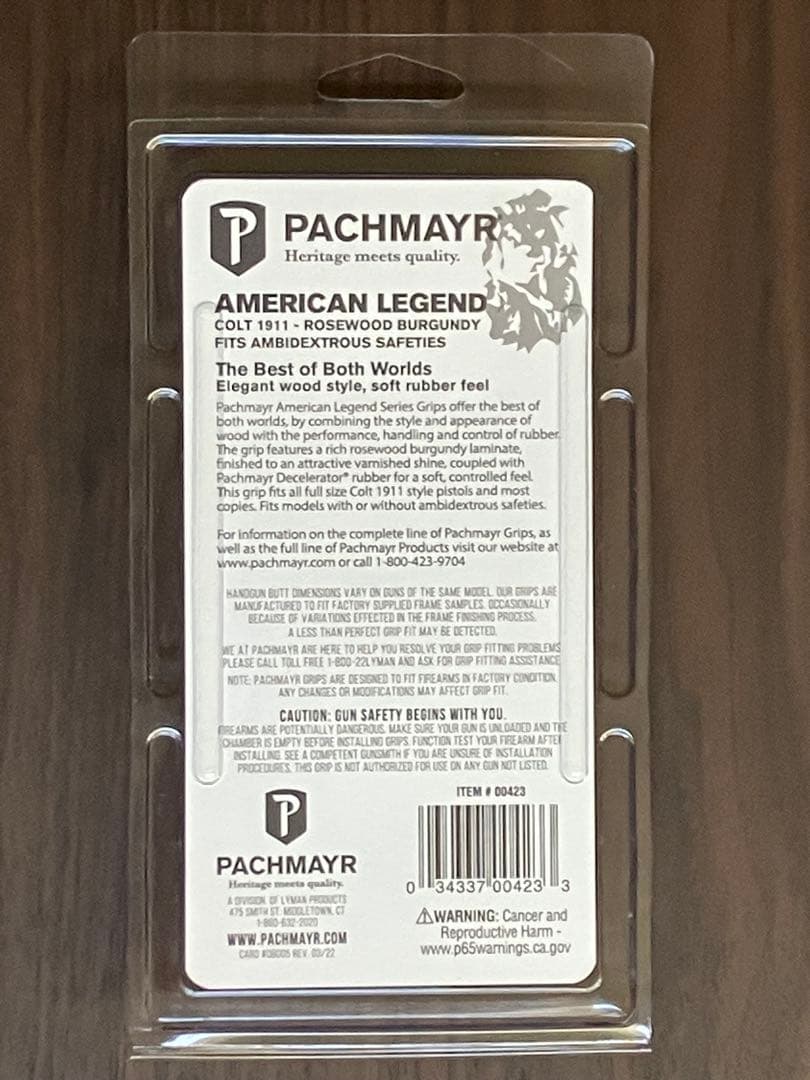 P PACHMAYR
Heritage meets quality.
AMERICAN LEGEND
COLT 1911 - ROSEWOOD BURGUNDY
FITS AMBIDEXTROUS SAFETIES
The Best of Both Worlds
Elegant wood style, soft rubber feel
Pachmayr American Legend Series Grips offer the best of
both worlds, by combining the style and appearance of
wood with the performance, handling and control of rubber.
The grip features a rich rosewood burgundy laminate,
finished to an attractive varnished shine, coupled with
Pachmayr Decelerator® rubber for a soft, controlled feel.
This grip fits all full size Colt 1911 style pistols and most
copies. Fits models with or without ambidextrous safeties.
For information on the complete line of Pachmayr Grips, as
well as the full line of Pachmayr Products visit our website at
www.pachmayr.com or call 1-800-423-9704
HANDGUN BUTT DIMENSIONS VARY ON GUNS OF THE SAME MODEL. OUR GRIPS ARE
MANUFACTURED TO FIT FACTORY SUPPLIED FRAME SAMPLES. OCCASIONALLY
BECAUSE OF VARIATIONS EFFECTED IN THE FRAME FINISHING PROCESS,
A LESS THAN PERFECT GRIP FIT MAY BE DETECTED.
WE AT PACHMAYR ARE HERE TO HELP YOU RESOLVE YOUR GRIP FITTING PROBLEMS
PLEASE CALL TOLL FREE 1-800-22LYMAN AND ASK FOR GRIP FITTING ASSISTANCE
NOTE: PACHMAYR GRIPS ARE DESIGNED TO FIT FIREARMS IN FACTORY CONDITION.
ANY CHANGES OR MODIFICATIONS MAY AFFECT GRIP FIT.
CAUTION: GUN SAFETY BEGINS WITH YOU.
FIREARMS ARE POTENTIALLY DANGEROUS. MAKE SURE YOUR GUN IS UNLOADED AND THE
CHAMBER IS EMPTY BEFORE INSTALLING GRIPS. FUNCTION TEST YOUR FIREARM AFTER
INSTALLING. SEE A COMPETENT GUNSMITH IF YOU ARE UNSURE OF INSTALLATION
PROCEDURES. THIS GRIP IS NOT AUTHORIZED FOR USE ON ANY GUN NOT LISTED.
ITEM # 00423
0 34337 00423 3
P
PACHMAYR
Heritage meets quality.
A DIVISION OF LYMAN PRODUCTS
475 SMITH ST. MIDDLETOWN, CT
1-860-632-2020
WWW.PACHMAYR.COM
CARD #08005 REV. 03/22
⚠WARNING: Cancer and
Reproductive Harm -
www.p65warnings.ca.gov